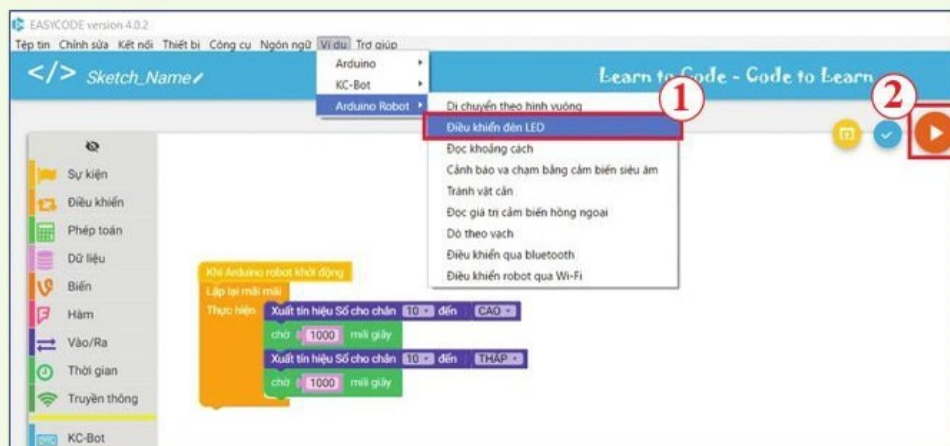 EASYCODE version 4.0.2
Tệp tin Chỉnh sửa Kết nối Thiết bị Công cụ Ngôn ngữ Ví dụ Trợ giúp
</> Sketch_Name
Learn to Code - Code to Learn
Arduino
KC-Bot
Arduino Robot
Di chuyển theo hình vuông
Điều khiển đèn LED
Đọc khoảng cách
Cảnh báo va chạm bằng cảm biến siêu âm
Tránh vật cản
Đọc giá trị cảm biến hồng ngoại
Dò theo vạch
Điều khiển qua bluetooth
Điều khiển robot qua Wi-Fi
1
2
Sự kiện
Điều khiển
Phép toán
Dữ liệu
Biến
Hàm
Vào/Ra
Thời gian
Truyền thông
KC-Bot
Khi Arduino robot khởi động
Lặp lại mãi mãi
Thực hiện
Xuất tín hiệu Số cho chân 10 đến CAO
chờ 1000 mili giây
Xuất tín hiệu Số cho chân 10 đến THẤP
chờ 1000 mili giây